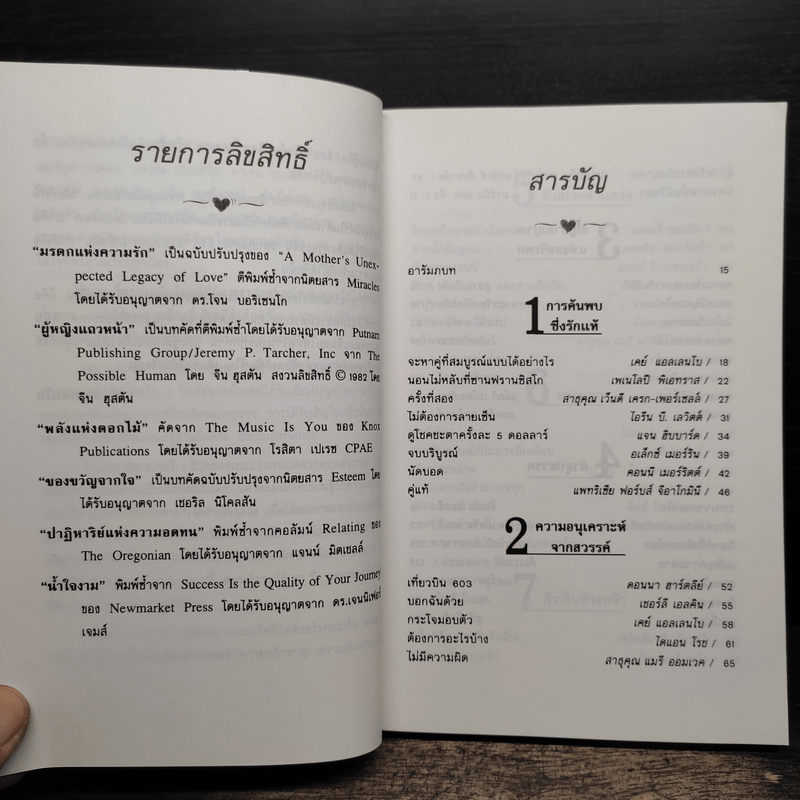 รายการลิขสิทธิ์
“มรดกแห่งความรัก” เป็นฉบับปรับปรุงของ “A Mother's Unex-
pected Legacy of Love” ตีพิมพ์ซ้ำจากนิตยสาร Miracles
โดยได้รับอนุญาตจาก ดร.โจน บอริเซนโก
“ผู้หญิงแถวหน้า” เป็นบทคัดที่ตีพิมพ์ซ้ำโดยได้รับอนุญาตจาก Putnam
Publishing Group/Jeremy P. Tarcher, Inc จาก The
Possible Human โดย จีน ฮุสตัน สงวนลิขสิทธิ์ © 1982 โดย
จีน ฮุสตัน
“พลังแห่งดอกไม้” คัดจาก The Music Is You ของ Knox
Publications โดยได้รับอนุญาตจาก โรสิตา เปเรซ CPAE
“ของขวัญจากใจ” เป็นบทคัดฉบับปรับปรุงจากนิตยสาร Esteem โดย
ได้รับอนุญาตจาก เชอริล นิโคลสัน
“ปาฏิหาริย์แห่งความอดทน” พิมพ์ซ้ำจากคอลัมน์ Relating ของ
The Oregonian โดยได้รับอนุญาตจาก แจนน์ มิตเชลล์
“น้ำใจงาม” พิมพ์ซ้ำจาก Success Is the Quality of Your Journey
ของ Newmarket Press โดยได้รับอนุญาตจาก ดร.เจนนิเฟอร์
เจมส์
สารบัญ
อารัมภบท 15
1 การค้นพบ
ซึ่งรักแท้
จะหาคู่ที่สมบูรณ์แบบได้อย่างไร เคย์ แอลเลนโบ / 18
นอนไม่หลับที่ซานฟรานซิสโก เพเนโลปี พิเอทราส / 22
ครั้งที่สอง สาธุคุณ เว็นดี เครก-เพอร์เซลล์ / 27
ไม่ต้องการลายเซ็น ไอรีน บี. เลวิตต์ / 31
ดูโชคชะตาครั้งละ 5 ดอลลาร์ แจน ฮิบบาร์ด / 34
จบบริบูรณ์ อเล็กซ์ เมอร์ริน / 39
นัดบอด คอนนี เมอร์ริตต์ / 42
คู่แท้ แพทริเซีย ฟอร์บส์ จีอาโกมินี / 46
2 ความอนุเคราะห์
จากสวรรค์
เที่ยวบิน 603 ดอนนา ฮาร์ตลีย์ / 52
บอกฉันด้วย เชอร์ลี เอลคิน / 55
กระโจมอบตัว เคย์ แอลเลนโบ / 58
ต้องการอะไรบ้าง ไดแอน โรช / 61
ไม่มีความผิด สาธุคุณ แมรี ออมเวค / 65